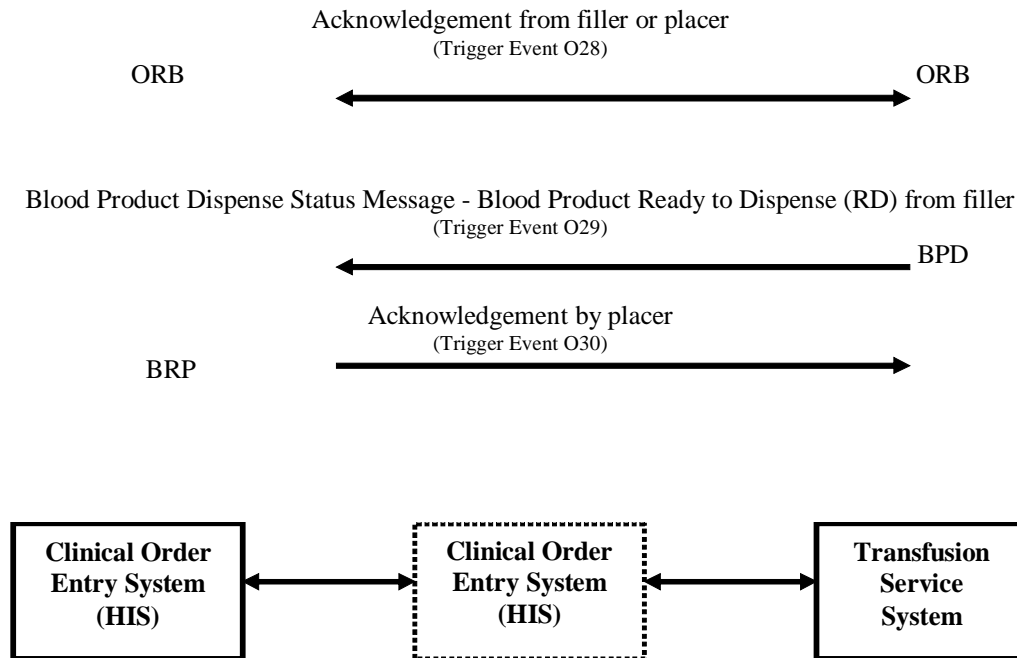 Acknowledgement from filler or placer
(Trigger Event O28)
ORB
ORB
Blood Product Dispense Status Message - Blood Product Ready to Dispense (RD) from filler
(Trigger Event O29)
BPD
Acknowledgement by placer
(Trigger Event O30)
BRP
Clinical Order
Entry System
(HIS)
Clinical Order
Entry System
(HIS)
Transfusion
Service
System